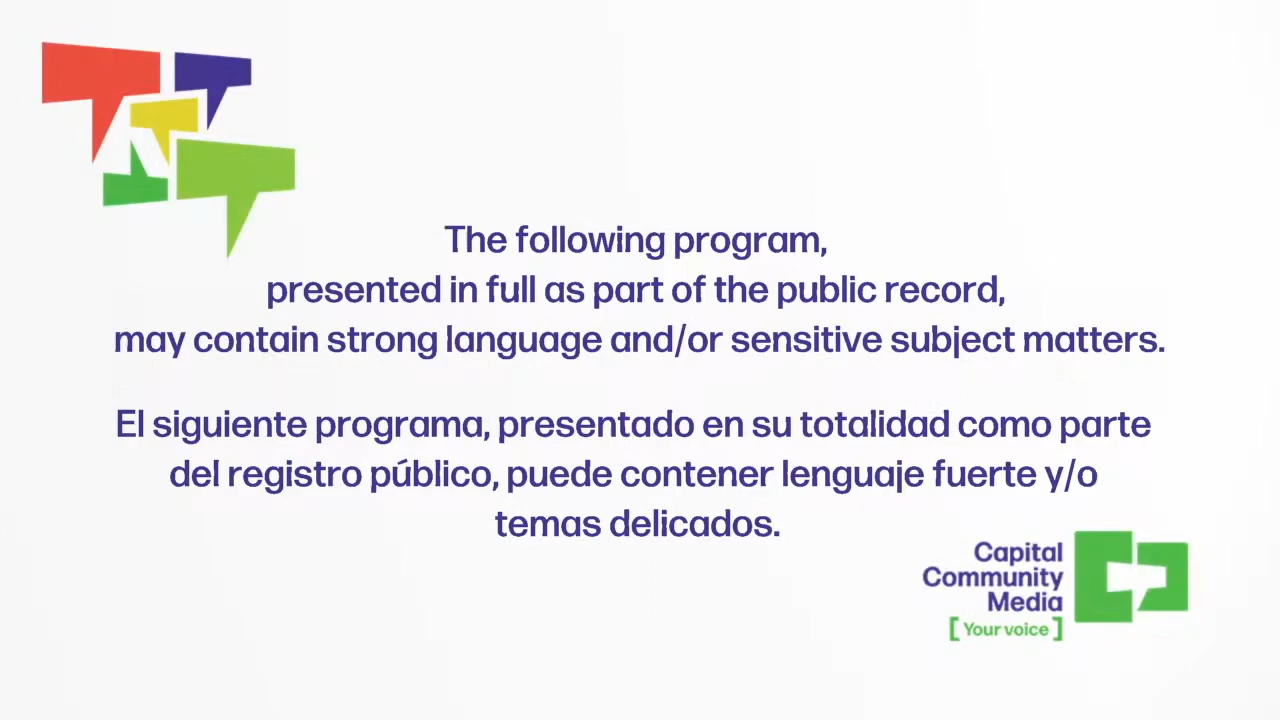 The following program,
presented in full as part of the public record,
may contain strong language and/or sensitive subject matters.
El siguiente programa, presentado en su totalidad como parte
del registro público, puede contener lenguaje fuerte y/o
temas delicados.
Capital
Community
Media
[ Your voice ]